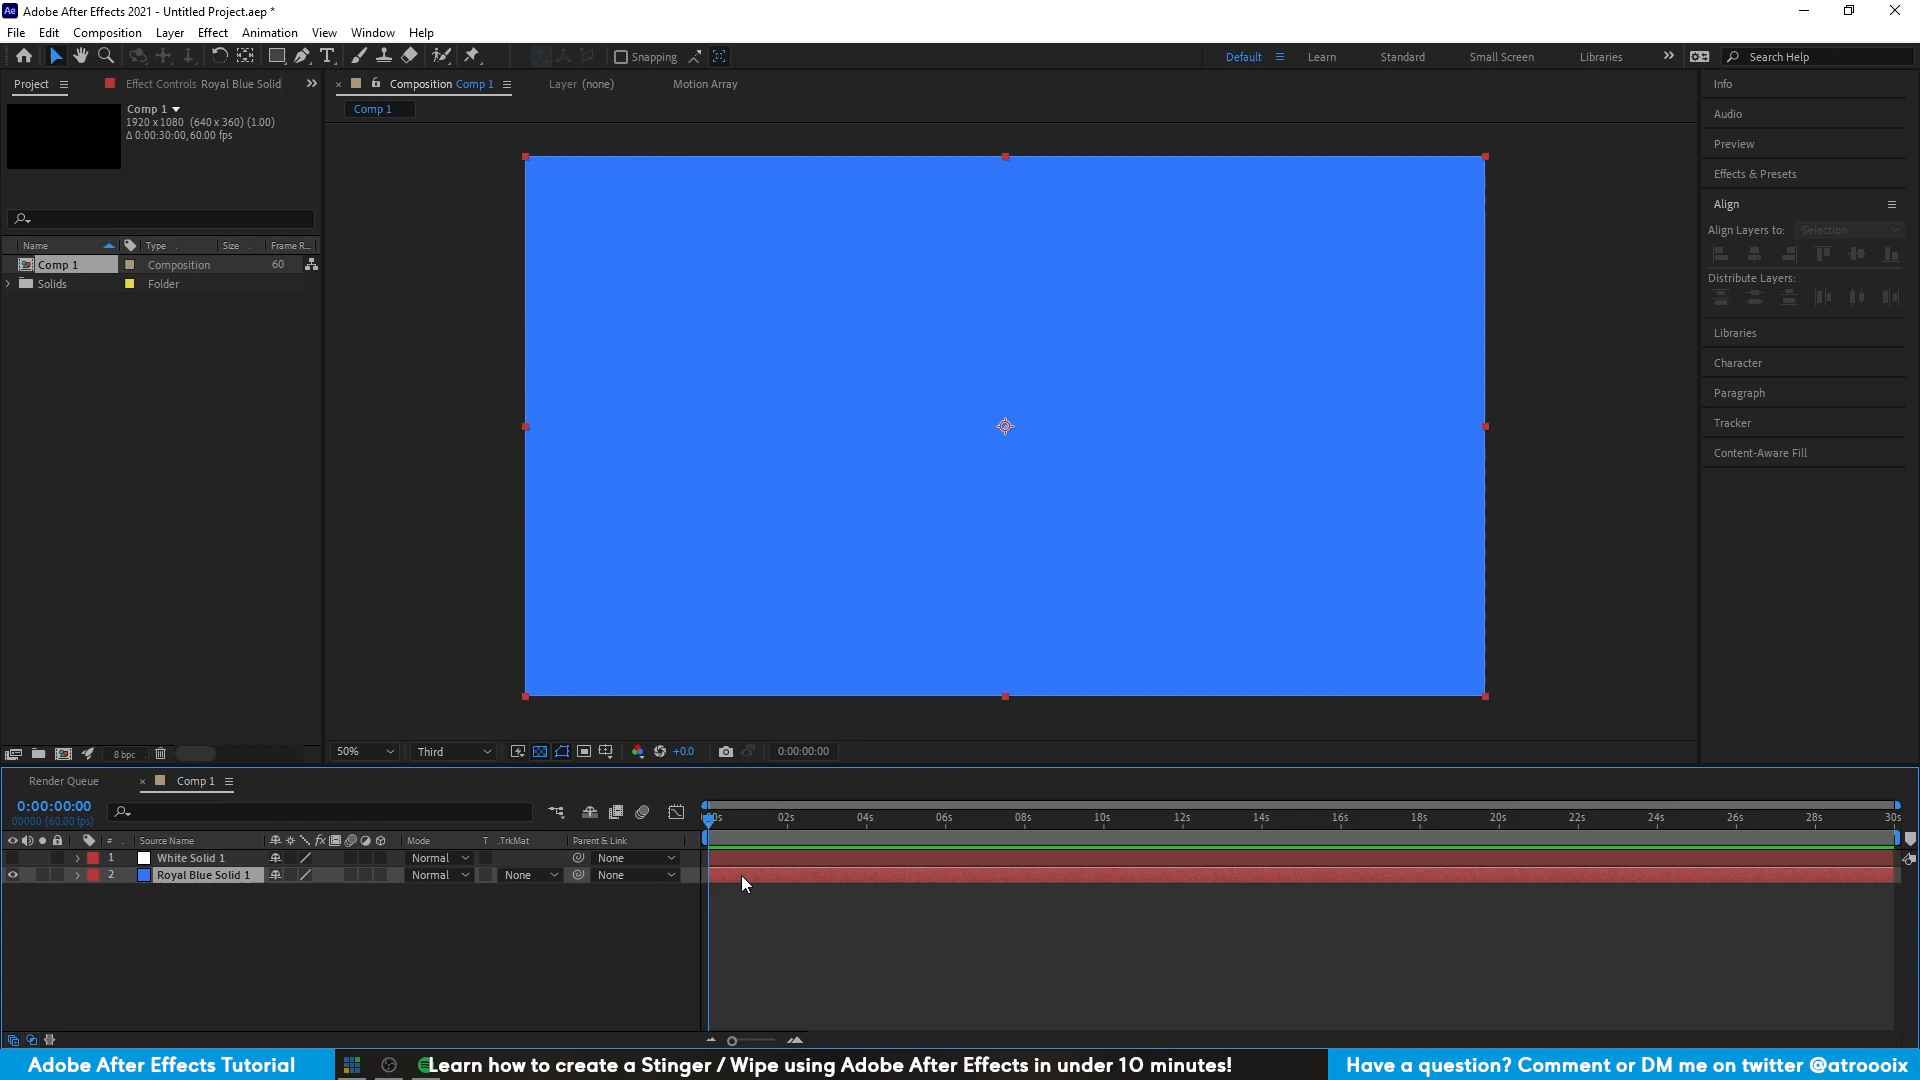 Ae Adobe After Effects 2021 - Untitled Project.aep *
File Edit Composition Layer Effect Animation View Window Help
Snapping Default Learn Standard Small Screen Libraries Search Help
Project Effect Controls Royal Blue Solid Composition Comp 1 Layer (none) Motion Array Info
Comp 1
1920 x 1080 (640 x 360) (1.00)
Δ 0:00:30:00, 60.00 fps
Comp 1
Audio
Preview
Effects & Presets
Align
Align Layers to: Selection
Distribute Layers:
Libraries
Character
Paragraph
Tracker
Content-Aware Fill
Name Type Size Frame R...
Comp 1 Composition 60
Solids Folder
8 bpc 50% Third +0.0 0:00:00:00
Render Queue Comp 1
0:00:00:00
00000 (60.00 fps)
02s 04s 06s 08s 10s 12s 14s 16s 18s 20s 22s 24s 26s 28s 30s
# Source Name fx Mode T .TrkMat Parent & Link
1 White Solid 1 Normal None
2 Royal Blue Solid 1 Normal None None
Adobe After Effects Tutorial
Learn how to create a Stinger / Wipe using Adobe After Effects in under 10 minutes!
Have a question? Comment or DM me on twitter @atroooix